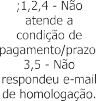 ;1,2,4 - Não
atende a
condição de
pagamento/prazo
3,5 - Não
respondeu e-mail
de homologação.